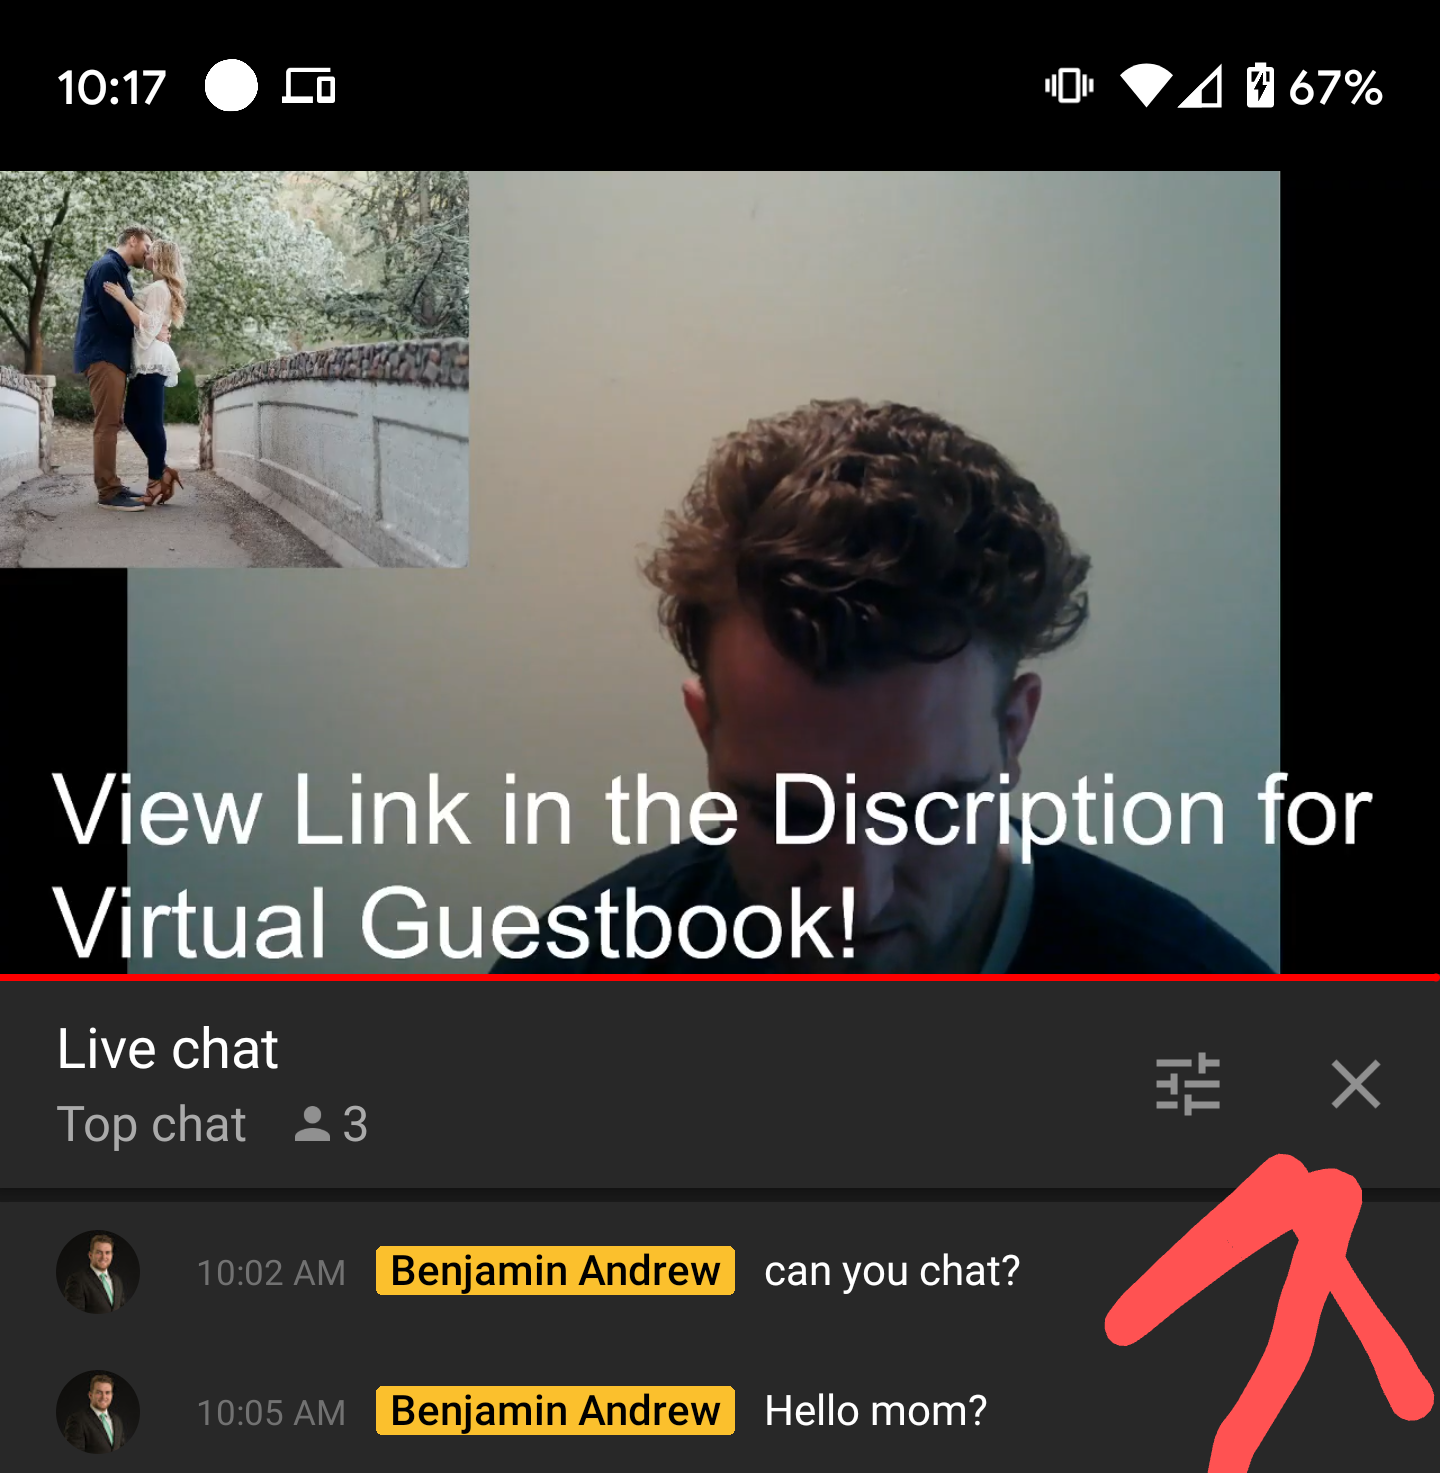 10:17 67%
View Link in the Discription for
Virtual Guestbook!
Live chat
Top chat 3
10:02 AM Benjamin Andrew can you chat?
10:05 AM Benjamin Andrew Hello mom?